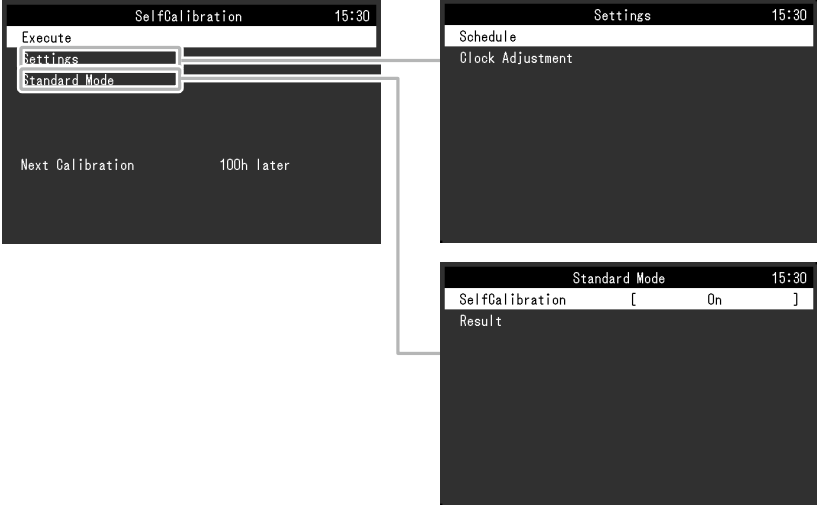 SelfCalibration 15:30
Execute
Settings
Standard Mode
Next Calibration 100h later
Settings 15:30
Schedule
Clock Adjustment
Standard Mode 15:30
SelfCalibration [ On ]
Result